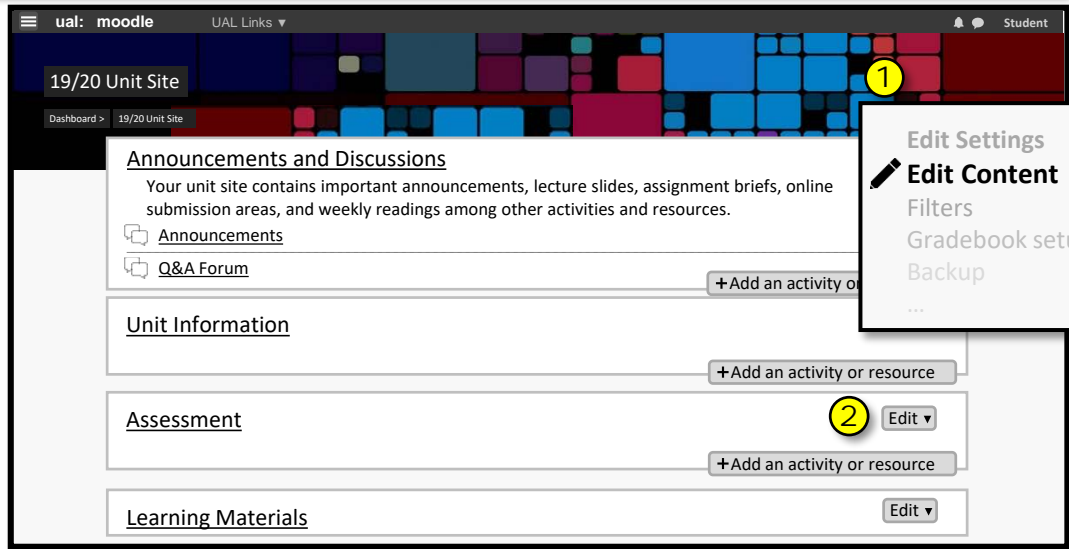 ual: moodle UAL Links ▼ Student
19/20 Unit Site
1
Dashboard > 19/20 Unit Site
Edit Settings
Edit Content
Filters
Gradebook setu
Backup
...
Announcements and Discussions
Your unit site contains important announcements, lecture slides, assignment briefs, online
submission areas, and weekly readings among other activities and resources.
Announcements
Q&A Forum
+Add an activity o
Unit Information
+Add an activity or resource
Assessment
2
Edit ▾
+Add an activity or resource
Learning Materials
Edit ▾